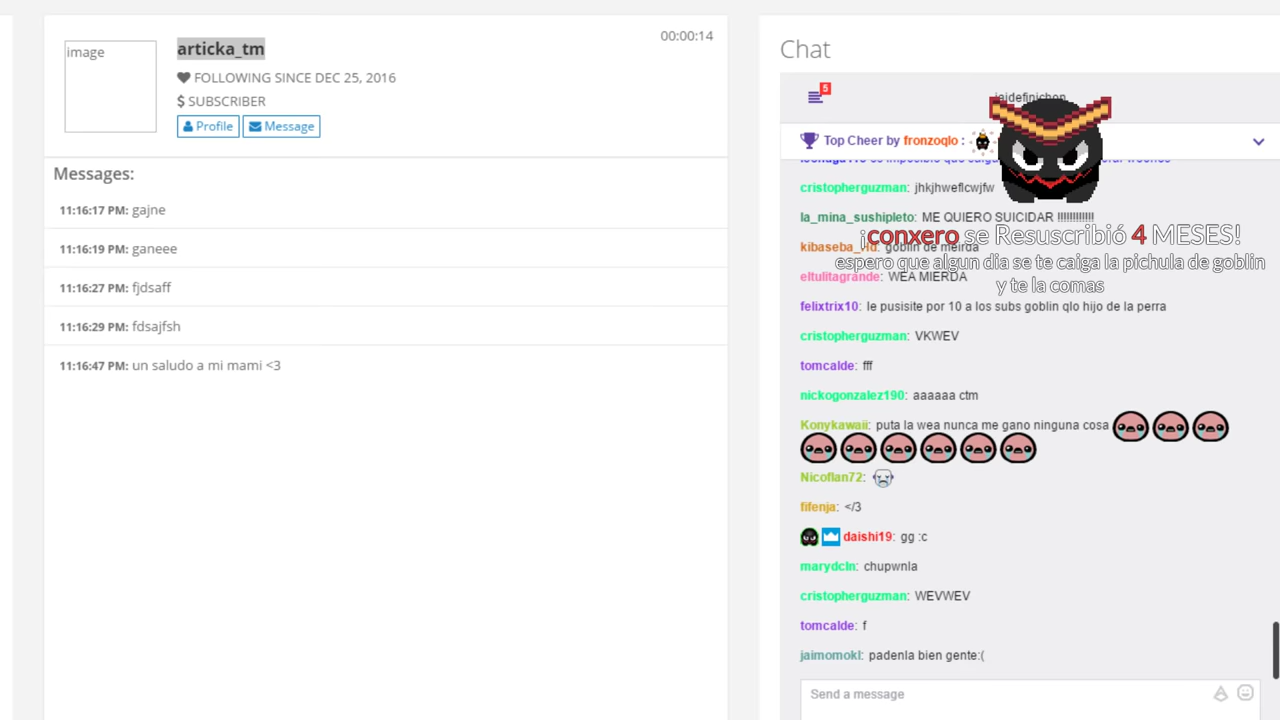 image
articka_tm
00:00:14
FOLLOWING SINCE DEC 25, 2016
$ SUBSCRIBER
Profile
Message
Messages:
11:16:17 PM: gajne
11:16:19 PM: ganeee
11:16:27 PM: fjdsaff
11:16:29 PM: fdsajfsh
11:16:47 PM: un saludo a mi mami <3
Chat
5
Top Cheer by fronzoqlo :
cristopherguzman: jhkjhweflcwjfw
la_mina_sushipleto: ME QUIERO SUICIDAR !!!!!!!!!!!!
¡conxero se Resuscribió 4 MESES!
goblin de meirda
espero que algun dia se te caiga la pichula de goblin
y te la comas
eltulitagrande: WEA MIERDA
felixtrix10: le pusisite por 10 a los subs goblin qlo hijo de la perra
cristopherguzman: VKWEV
tomcalde: fff
nickogonzalez190: aaaaaa ctm
Konykawaii: puta la wea nunca me gano ninguna cosa
Nicoflan72:
fifenja: </3
daishi19: gg :c
marydcln: chupwnla
cristopherguzman: WEVWEV
tomcalde: f
jaimomokl: padenla bien gente:(
Send a message